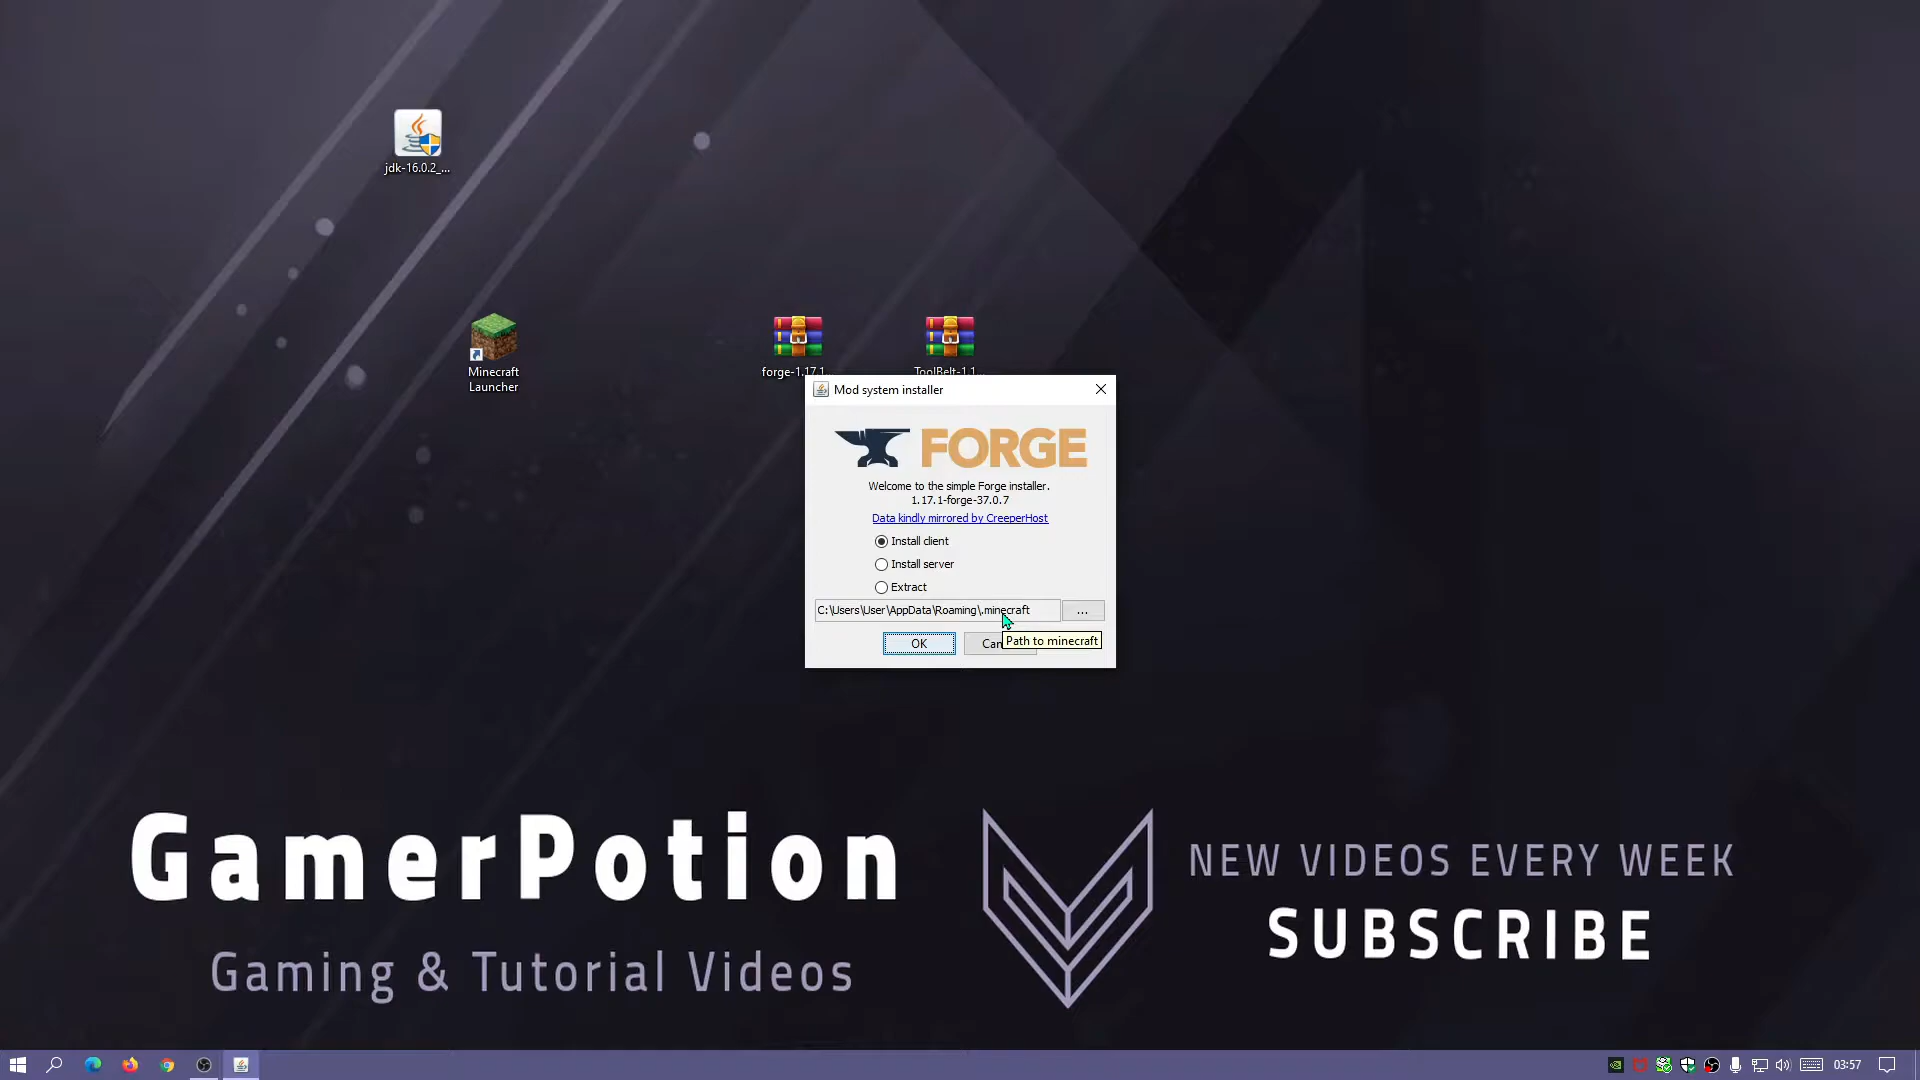 jdk-16.0.2_...
Minecraft
Launcher
forge-1.17.1...
ToolBelt-1.1...
Mod system installer
FORGE
Welcome to the simple Forge installer.
1.17.1-forge-37.0.7
Data kindly mirrored by CreeperHost
Install client
Install server
Extract
C:\Users\User\AppData\Roaming\.minecraft
...
OK
Can
Path to minecraft
GamerPotion
Gaming & Tutorial Videos
NEW VIDEOS EVERY WEEK
SUBSCRIBE
03:57